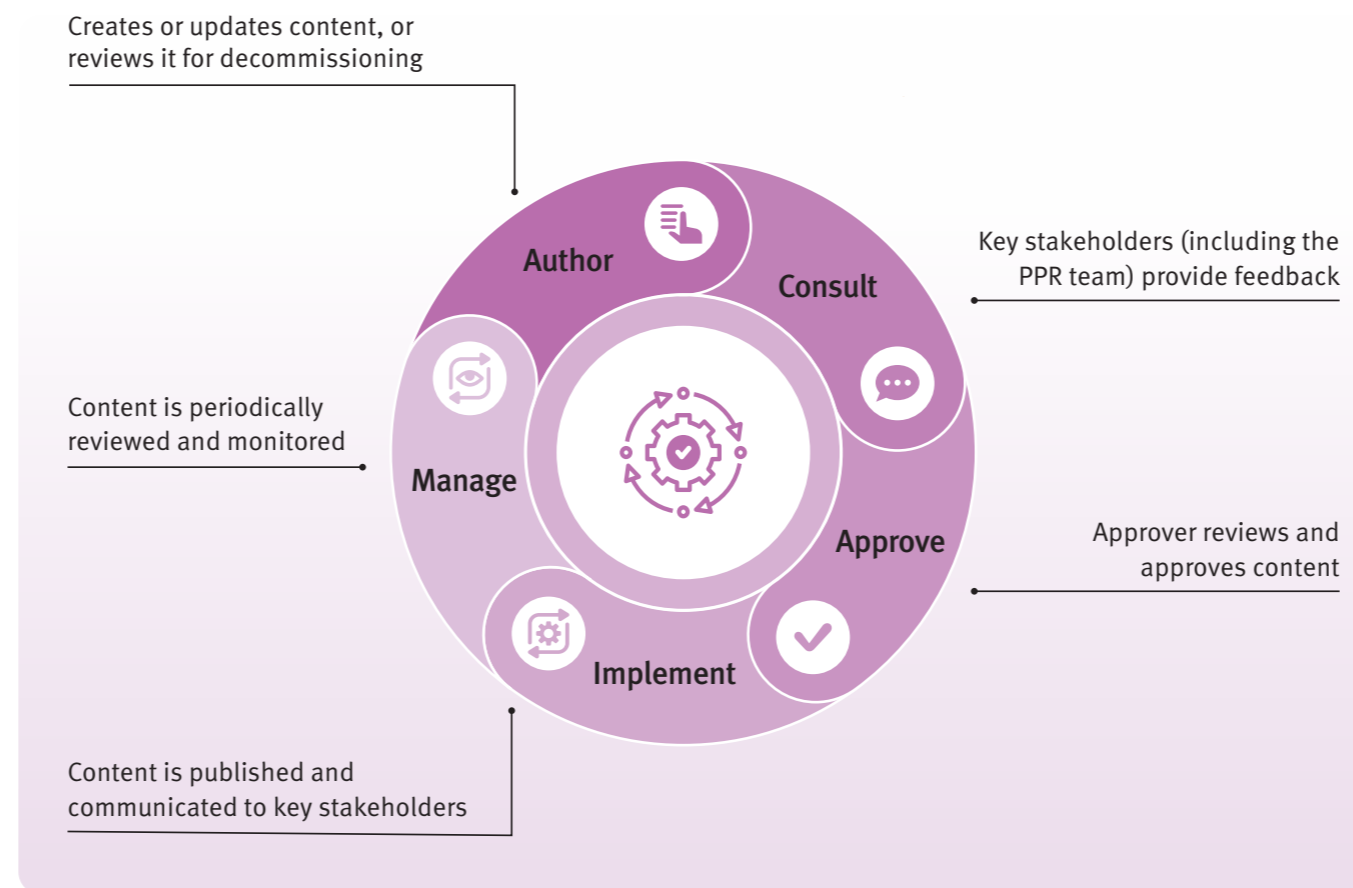 Creates or updates content, or
reviews it for decommissioning
Author
Consult
Key stakeholders (including the
PPR team) provide feedback
Approve
Approver reviews and
approves content
Implement
Content is published and
communicated to key stakeholders
Manage
Content is periodically
reviewed and monitored